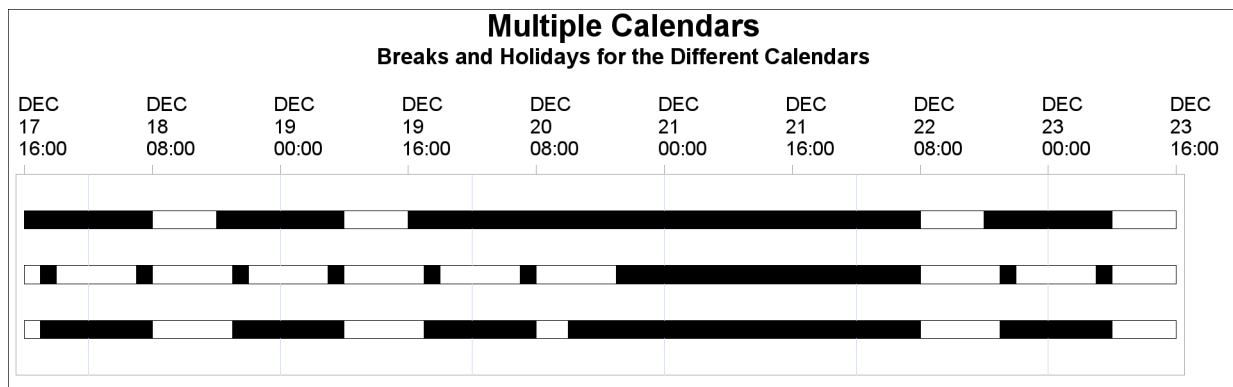 Multiple Calendars
Breaks and Holidays for the Different Calendars
DEC DEC DEC DEC DEC DEC DEC DEC DEC DEC
17 18 19 19 20 21 21 22 23 23
16:00 08:00 00:00 16:00 08:00 00:00 16:00 08:00 00:00 16:00